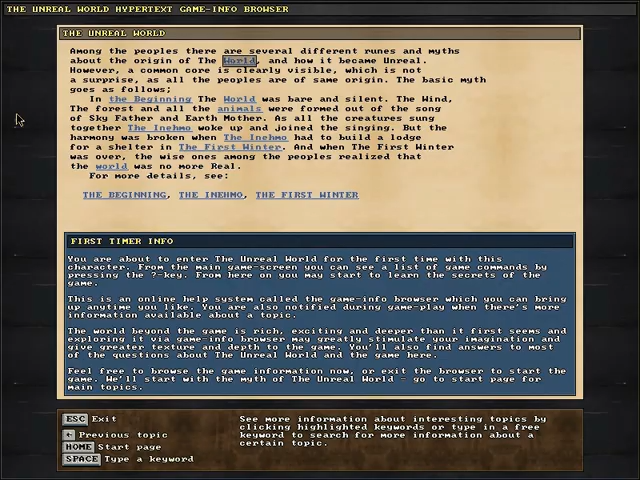 THE UNREAL WORLD HYPERTEXT GAME-INFO BROWSER
THE UNREAL WORLD
Among the peoples there are several different runes and myths
about the origin of The World, and how it became Unreal.
However, a common core is clearly visible, which is not
a surprise, as all the peoples are of same origin. The basic myth
goes as follows;
In the Beginning The World was bare and silent. The Wind,
The forest and all the animals were formed out of the song
of Sky Father and Earth Mother. As all the creatures sung
together The Inehmo woke up and joined the singing. But the
harmony was broken when The Inehmo had to build a lodge
for a shelter in The First Winter. And when The First Winter
was over, the wise ones among the peoples realized that
the world was no more Real.
For more details, see:
THE BEGINNING, THE INEHMO, THE FIRST WINTER
FIRST TIMER INFO
You are about to enter The Unreal World for the first time with this
character. From the main game-screen you can see a list of game commands by
pressing the ?-key. From here on you may start to learn the secrets of the
game.
This is an online help system called the game-info browser which you can bring
up anytime you like. You are also notified during game-play when there's more
information available about a topic.
The world beyond the game is rich, exciting and deeper than it first seems and
exploring it via game-info browser may greatly stimulate your imagination and
give greater texture and depth to the game. You'll also find answers to most
of the questions about The Unreal World and the game here.
Feel free to browse the game information now, or exit the browser to start the
game. We'll start with the myth of The Unreal World - go to start page for
main topics.
ESC Exit
← Previous topic
HOME Start page
SPACE Type a keyword
See more information about interesting topics by
clicking highlighted keywords or type in a free
keyword to search for more information about a
certain topic.